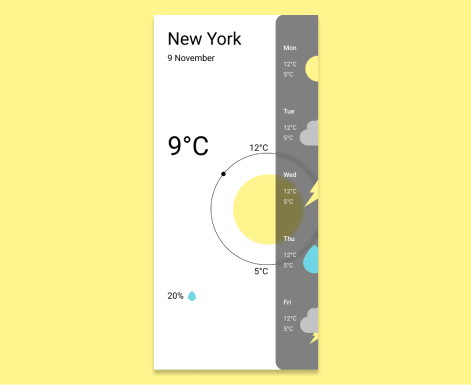 New York
9 November
9°C
12°C
5°C
20%
Mon
12°C
5°C
Tue
12°C
5°C
Wed
12°C
5°C
Thu
12°C
5°C
Fri
12°C
5°C